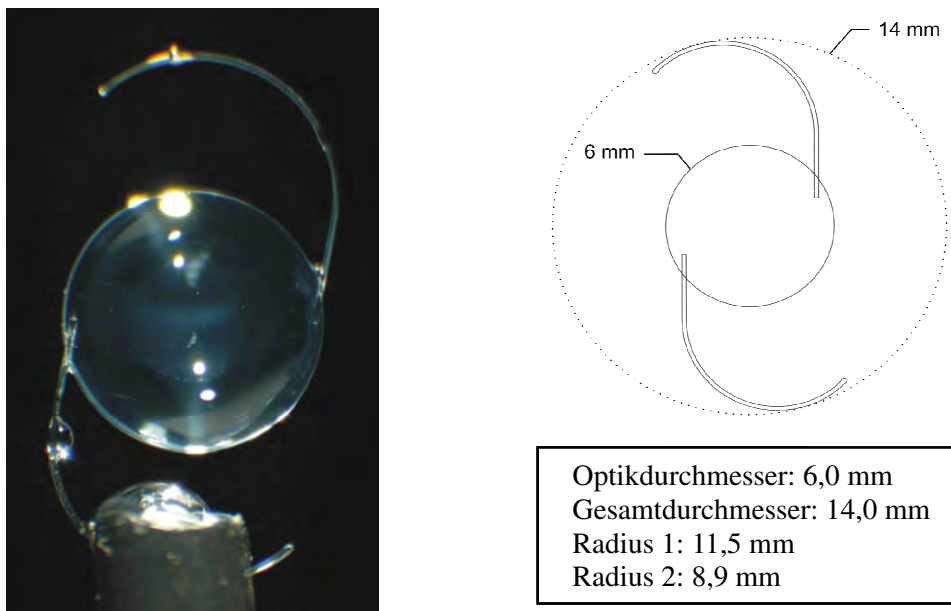 14 mm
6 mm
Optikdurchmesser: 6,0 mm
Gesamtdurchmesser: 14,0 mm
Radius 1: 11,5 mm
Radius 2: 8,9 mm